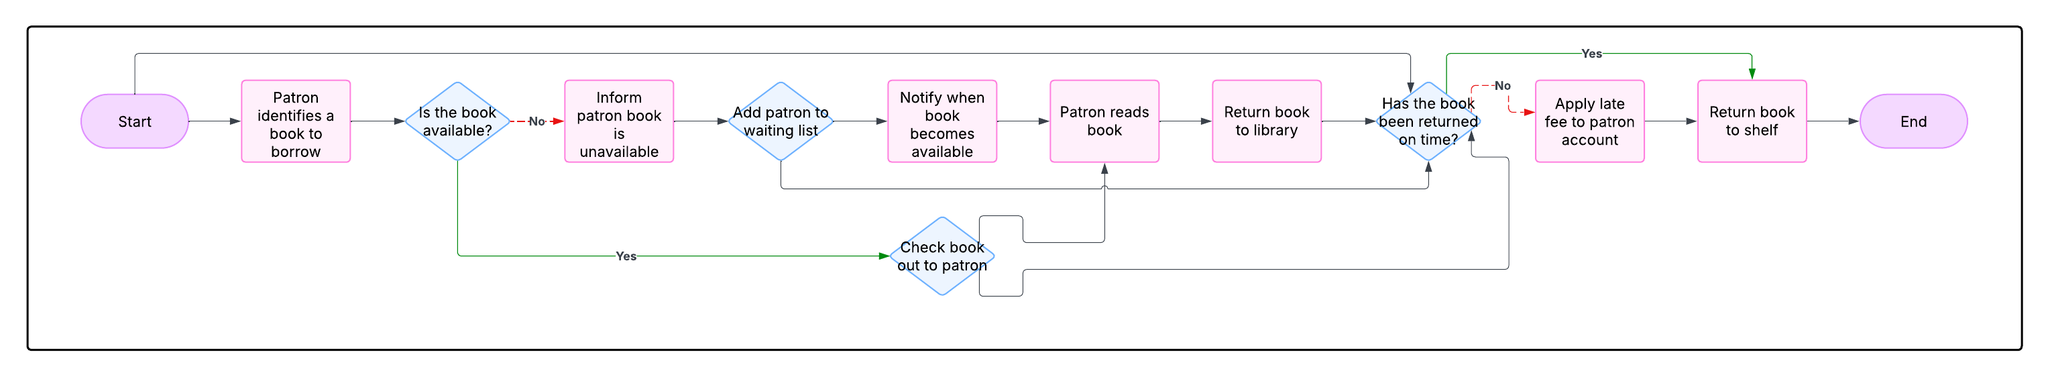 Yes
Start
Patron
identifies a
book to
borrow
Is the book
available?
No
Inform
patron book
is
unavailable
Add patron to
waiting list
Notify when
book
becomes
available
Patron reads
book
Return book
to library
Has the book
been returned
on time?
No
Apply late
fee to patron
account
Return book
to shelf
End
Yes
Check book
out to patron